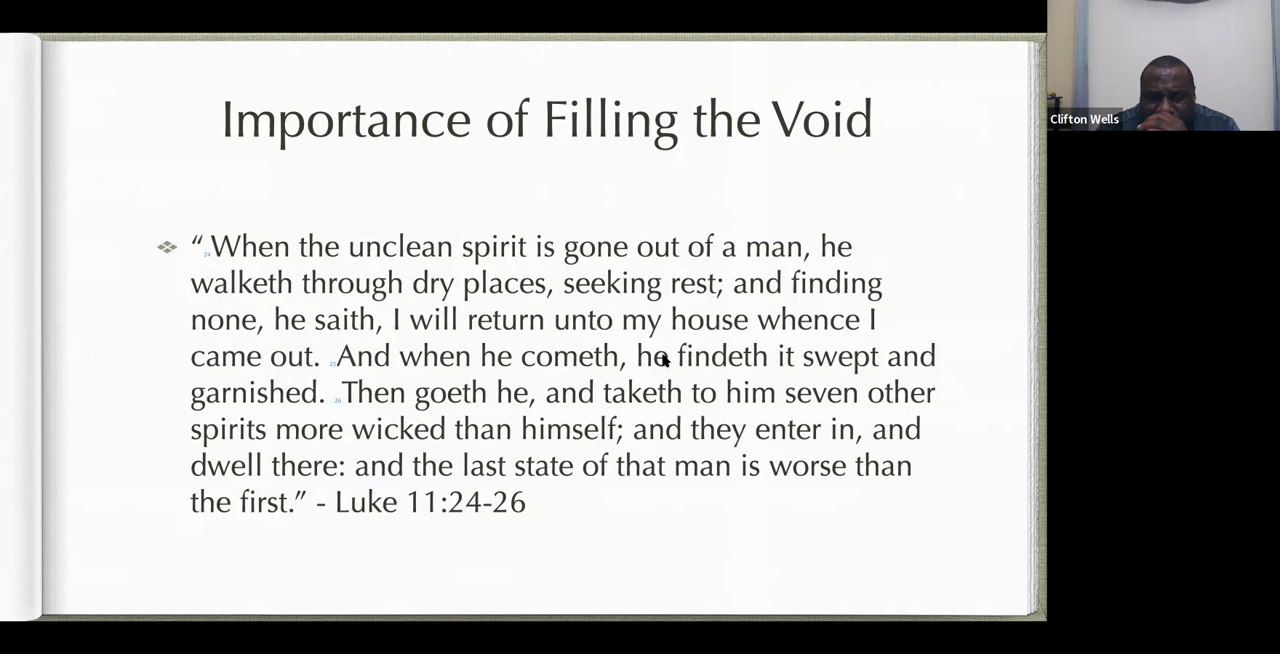 Importance of Filling the Void
“24 When the unclean spirit is gone out of a man, he
walketh through dry places, seeking rest; and finding
none, he saith, I will return unto my house whence I
came out. 25 And when he cometh, he findeth it swept and
garnished. 26 Then goeth he, and taketh to him seven other
spirits more wicked than himself; and they enter in, and
dwell there: and the last state of that man is worse than
the first.” - Luke 11:24-26
Clifton Wells